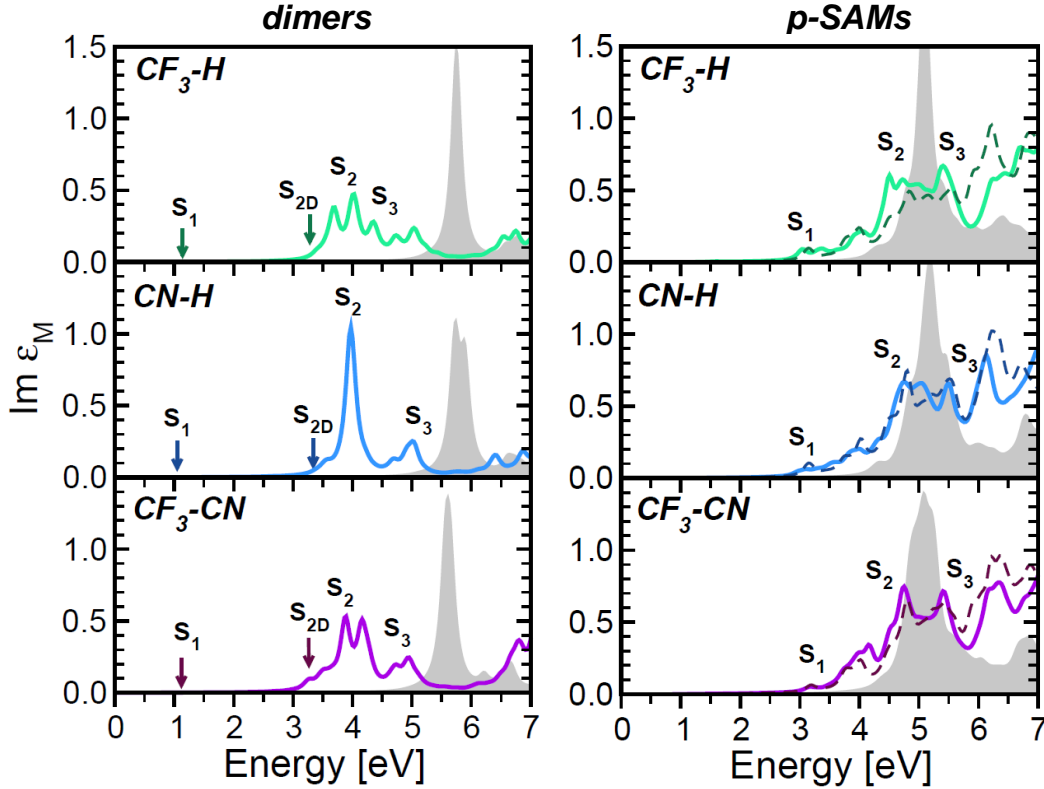 dimers
p-SAMs
CF3-H
S1
S2D
S2
S3
1.5
1.0
0.5
0.0
CF3-H
S1
S2
S3
1.5
1.0
0.5
0.0
CN-H
S1
S2D
S2
S3
1.0
0.5
0.0
CN-H
S1
S2
S3
1.0
0.5
0.0
CF3-CN
S1
S2D
S2
S3
1.0
0.5
0.0
CF3-CN
S1
S2
S3
1.0
0.5
0.0
Im εM
0 1 2 3 4 5 6 7
0 1 2 3 4 5 6 7
Energy [eV]
Energy [eV]